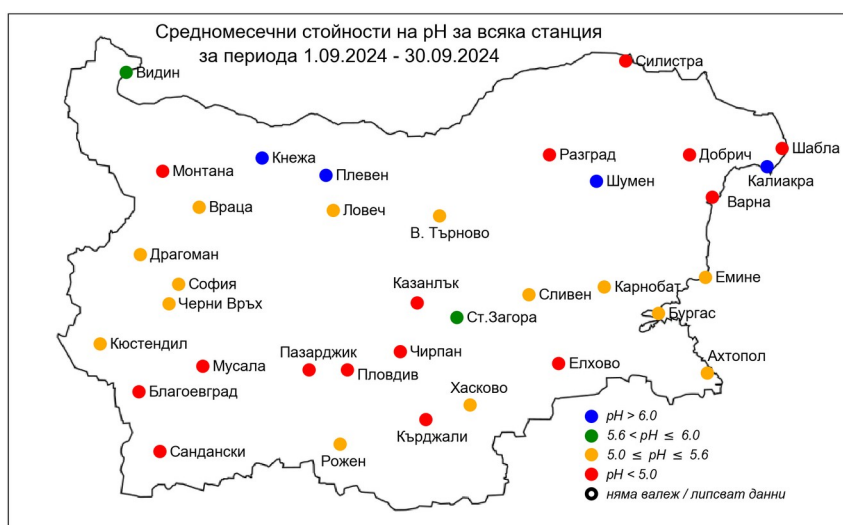 Средномесечни стойности на pH за всяка станция
за периода 1.09.2024 - 30.09.2024
Видин
Силистра
Монтана
Кнежа
Плевен
Разград
Шумен
Добрич
Шабла
Калиакра
Варна
Враца
Ловеч
В. Търново
Драгоман
София
Черни Връх
Казанлък
Ст.Загора
Сливен
Карнобат
Емине
Бургас
Кюстендил
Мусала
Пазарджик
Чирпан
Пловдив
Елхово
Ахтопол
Благоевград
Хасково
Кърджали
Сандански
Рожен
pH > 6.0
5.6 < pH ≤ 6.0
5.0 ≤ pH ≤ 5.6
pH < 5.0
няма валеж / липсват данни